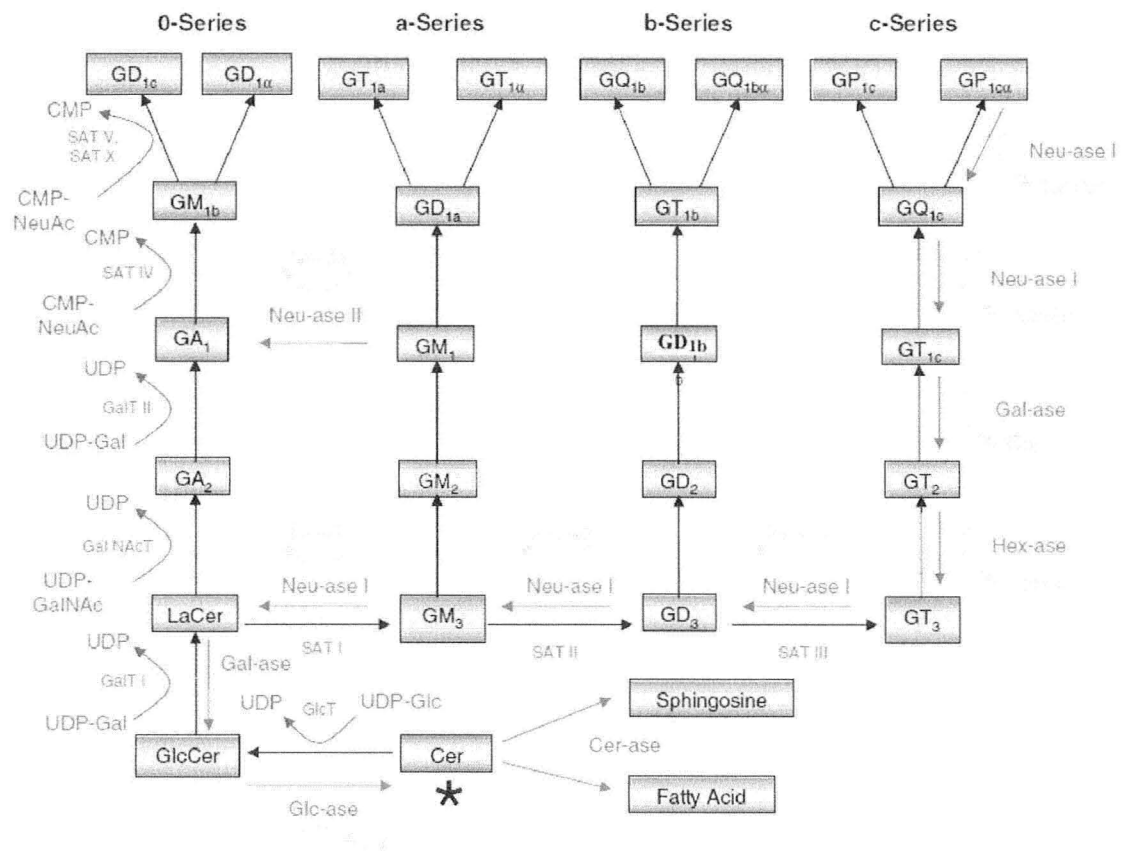 0-Series a-Series b-Series c-Series
GD1c GD1α GT1a GT1α GQ1b GQ1bα GP1c GP1cα
CMP
SAT V,
SAT X
Neu-ase I
CMP-
NeuAc
GM1b GD1a GT1b GQ1c
CMP
SAT IV
Neu-ase I
CMP-
NeuAc
Neu-ase II
GA1 GM1 GD1b GT1c
b
UDP
GalT II
Gal-ase
UDP-Gal
GA2 GM2 GD2 GT2
UDP
Gal NAcT
Hex-ase
UDP-
GalNAc
Neu-ase I Neu-ase I Neu-ase I
LaCer GM3 GD3 GT3
SAT I SAT II SAT III
UDP
GalT I
Gal-ase
UDP-Gal
UDP GlcT UDP-Glc
Sphingosine
GlcCer Cer
Cer-ase
*
Glc-ase
Fatty Acid